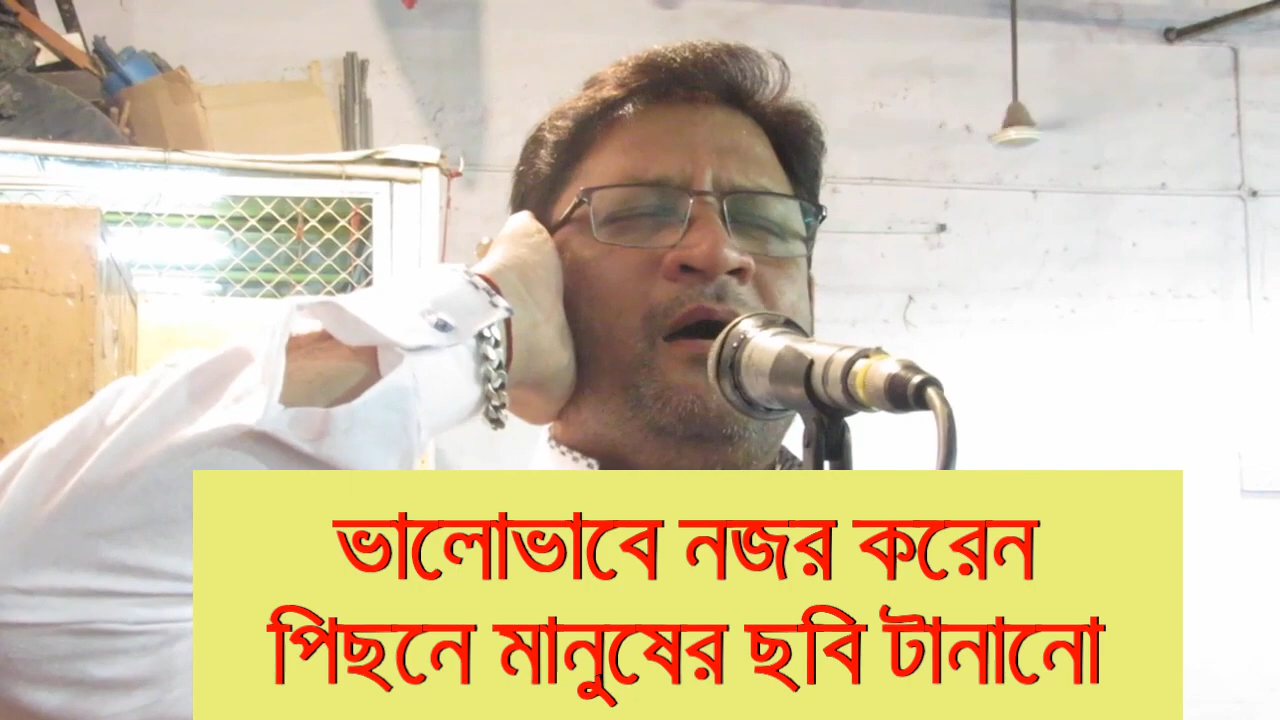 ভালোভাবে নজর করেন
পিছনে মানুষের ছবি টানানো